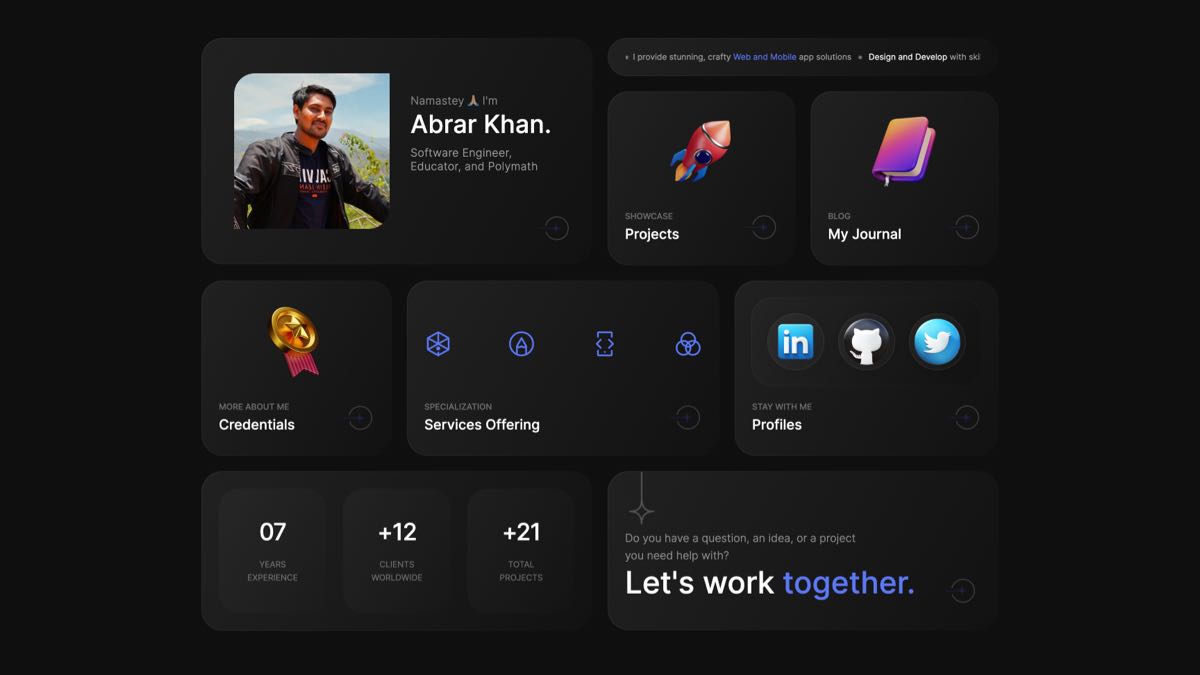 Namastey 🙏🏽 I'm
Abrar Khan.
Software Engineer,
Educator, and Polymath
I provide stunning, crafty Web and Mobile app solutions
Design and Develop with ski
SHOWCASE
Projects
BLOG
My Journal
MORE ABOUT ME
Credentials
SPECIALIZATION
Services Offering
in
STAY WITH ME
Profiles
07
YEARS
EXPERIENCE
+12
CLIENTS
WORLDWIDE
+21
TOTAL
PROJECTS
Do you have a question, an idea, or a project
you need help with?
Let's work together.